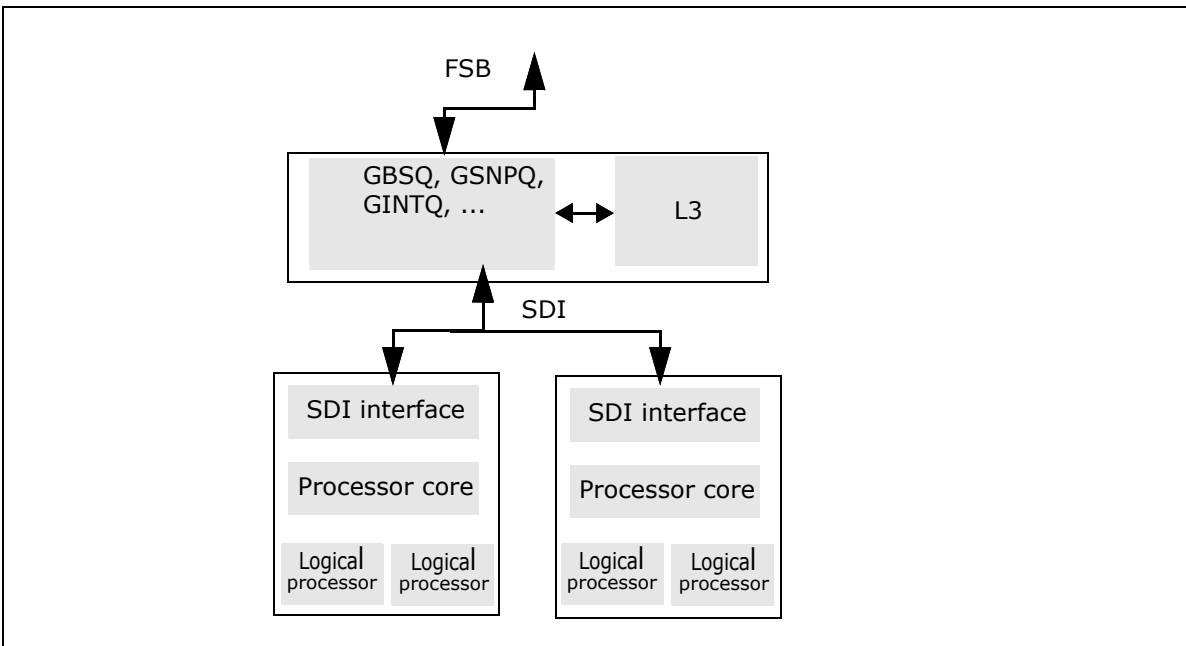 FSB
GBSQ, GSNPQ,
GINTQ, ...
L3
SDI
SDI interface
Processor core
Logical
processor
Logical
processor
SDI interface
Processor core
Logical
processor
Logical
processor